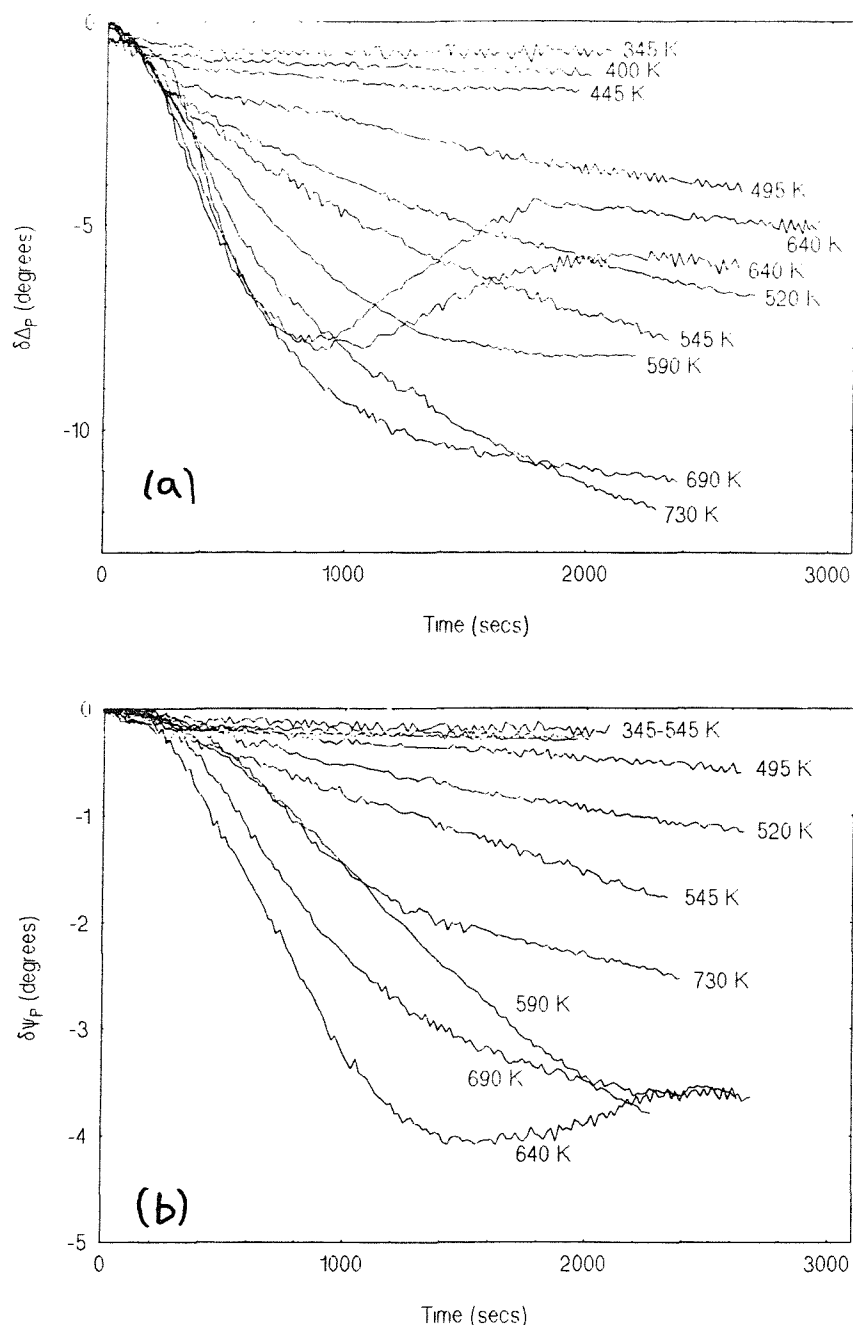 0
345 K
400 K
445 K
495 K
-5
640 K
640 K
520 K
545 K
590 K
δΔp (degrees)
-10
690 K
730 K
(a)
0
1000
2000
3000
Time (secs)
0
345-545 K
495 K
-1
520 K
545 K
-2
730 K
δψp (degrees)
590 K
-3
690 K
-4
640 K
(b)
-5
0
1000
2000
3000
Time (secs)